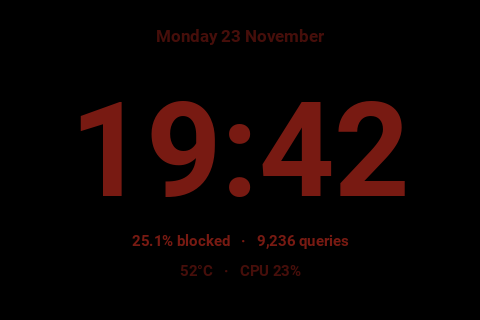 Monday 23 November
19:42
25.1% blocked · 9,236 queries
52°C · CPU 23%